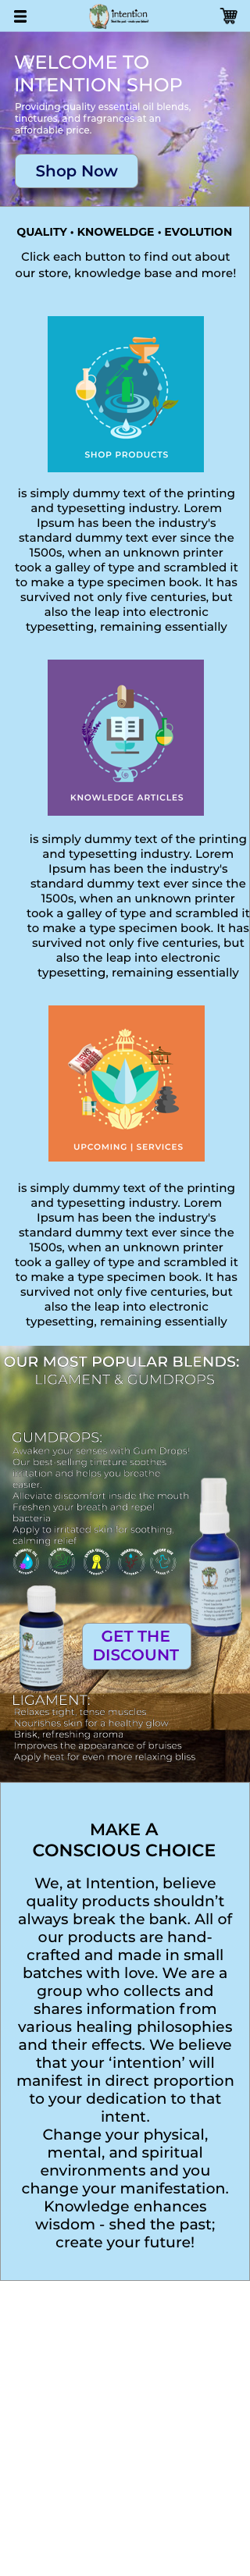 intention
WELCOME TO
INTENTION SHOP
Providing quality essential oil blends,
tinctures, and fragrances at an
affordable price.
Shop Now
QUALITY • KNOWELDGE • EVOLUTION
Click each button to find out about
our store, knowledge base and more!
SHOP PRODUCTS
is simply dummy text of the printing
and typesetting industry. Lorem
Ipsum has been the industry's
standard dummy text ever since the
1500s, when an unknown printer
took a galley of type and scrambled it
to make a type specimen book. It has
survived not only five centuries, but
also the leap into electronic
typesetting, remaining essentially
KNOWLEDGE ARTICLES
is simply dummy text of the printing
and typesetting industry. Lorem
Ipsum has been the industry's
standard dummy text ever since the
1500s, when an unknown printer
took a galley of type and scrambled it
to make a type specimen book. It has
survived not only five centuries, but
also the leap into electronic
typesetting, remaining essentially
NEWS
UPCOMING | SERVICES
is simply dummy text of the printing
and typesetting industry. Lorem
Ipsum has been the industry's
standard dummy text ever since the
1500s, when an unknown printer
took a galley of type and scrambled it
to make a type specimen book. It has
survived not only five centuries, but
also the leap into electronic
typesetting, remaining essentially
OUR MOST POPULAR BLENDS:
LIGAMENT & GUMDROPS
GUMDROPS:
Awaken your senses with Gum Drops!
Our best-selling tincture soothes
irritation and helps you breathe
easier.
Alleviate discomfort inside the mouth
Freshen your breath and repel
bacteria
Apply to irritated skin for soothing,
calming relief
Gum
Drops
Ligament
GET THE
DISCOUNT
LIGAMENT:
Relaxes tight, tense muscles
Nourishes skin for a healthy glow
Brisk, refreshing aroma
Improves the appearance of bruises
Apply heat for even more relaxing bliss
MAKE A
CONSCIOUS CHOICE
We, at Intention, believe
quality products shouldn't
always break the bank. All of
our products are hand-
crafted and made in small
batches with love. We are a
group who collects and
shares information from
various healing philosophies
and their effects. We believe
that your ‘intention’ will
manifest in direct proportion
to your dedication to that
intent.
Change your physical,
mental, and spiritual
environments and you
change your manifestation.
Knowledge enhances
wisdom - shed the past;
create your future!